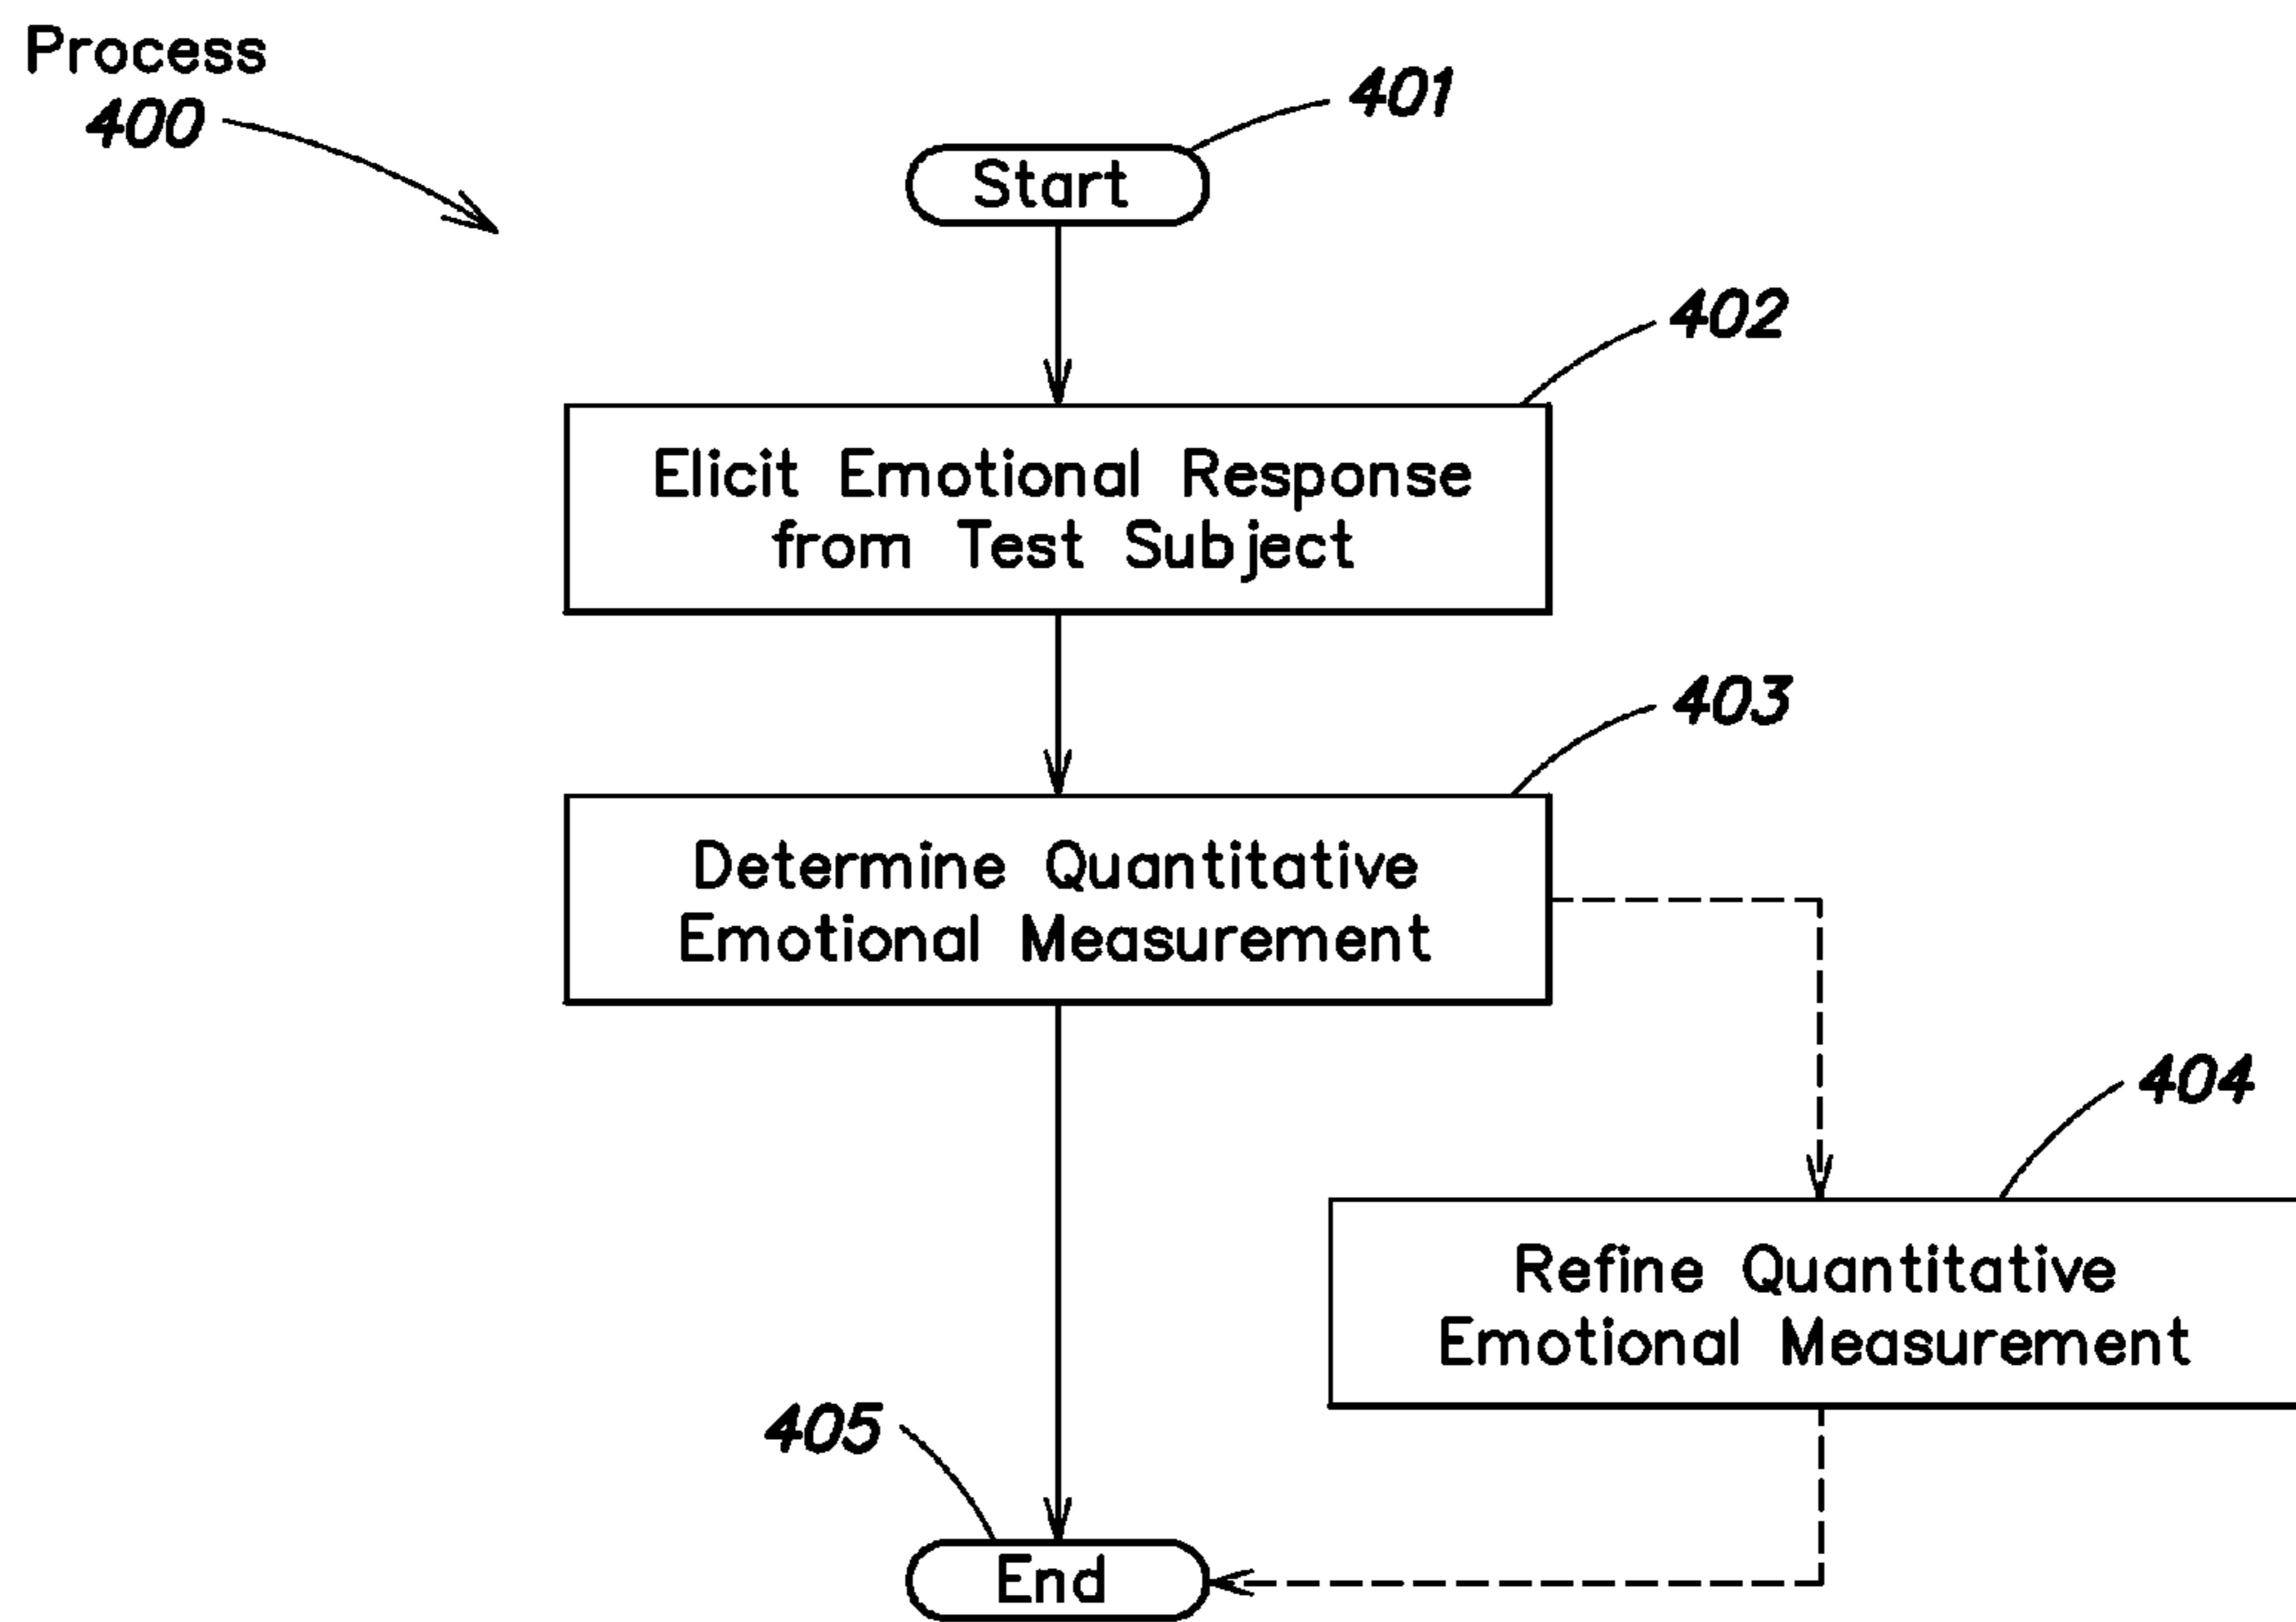 Process
400
401
Start
402
Elicit Emotional Response
from Test Subject
403
Determine Quantitative
Emotional Measurement
404
Refine Quantitative
Emotional Measurement
405
End